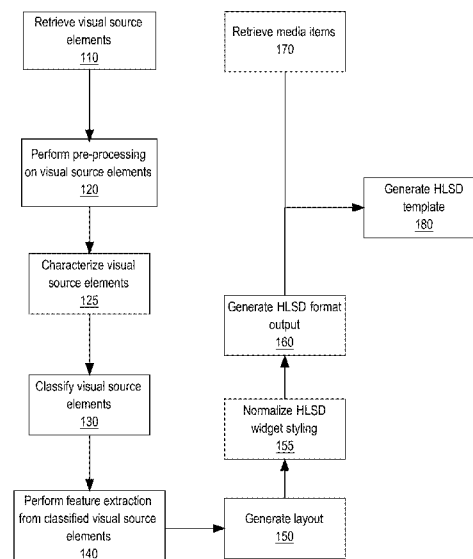 Retrieve visual source
elements
110
Perform pre-processing
on visual source elements
120
Characterize visual
source elements
125
Classify visual source
elements
130
Perform feature extraction
from classified visual source
elements
140
Generate layout
150
Normalize HLSD
widget styling
155
Generate HLSD format
output
160
Retrieve media items
170
Generate HLSD
template
180